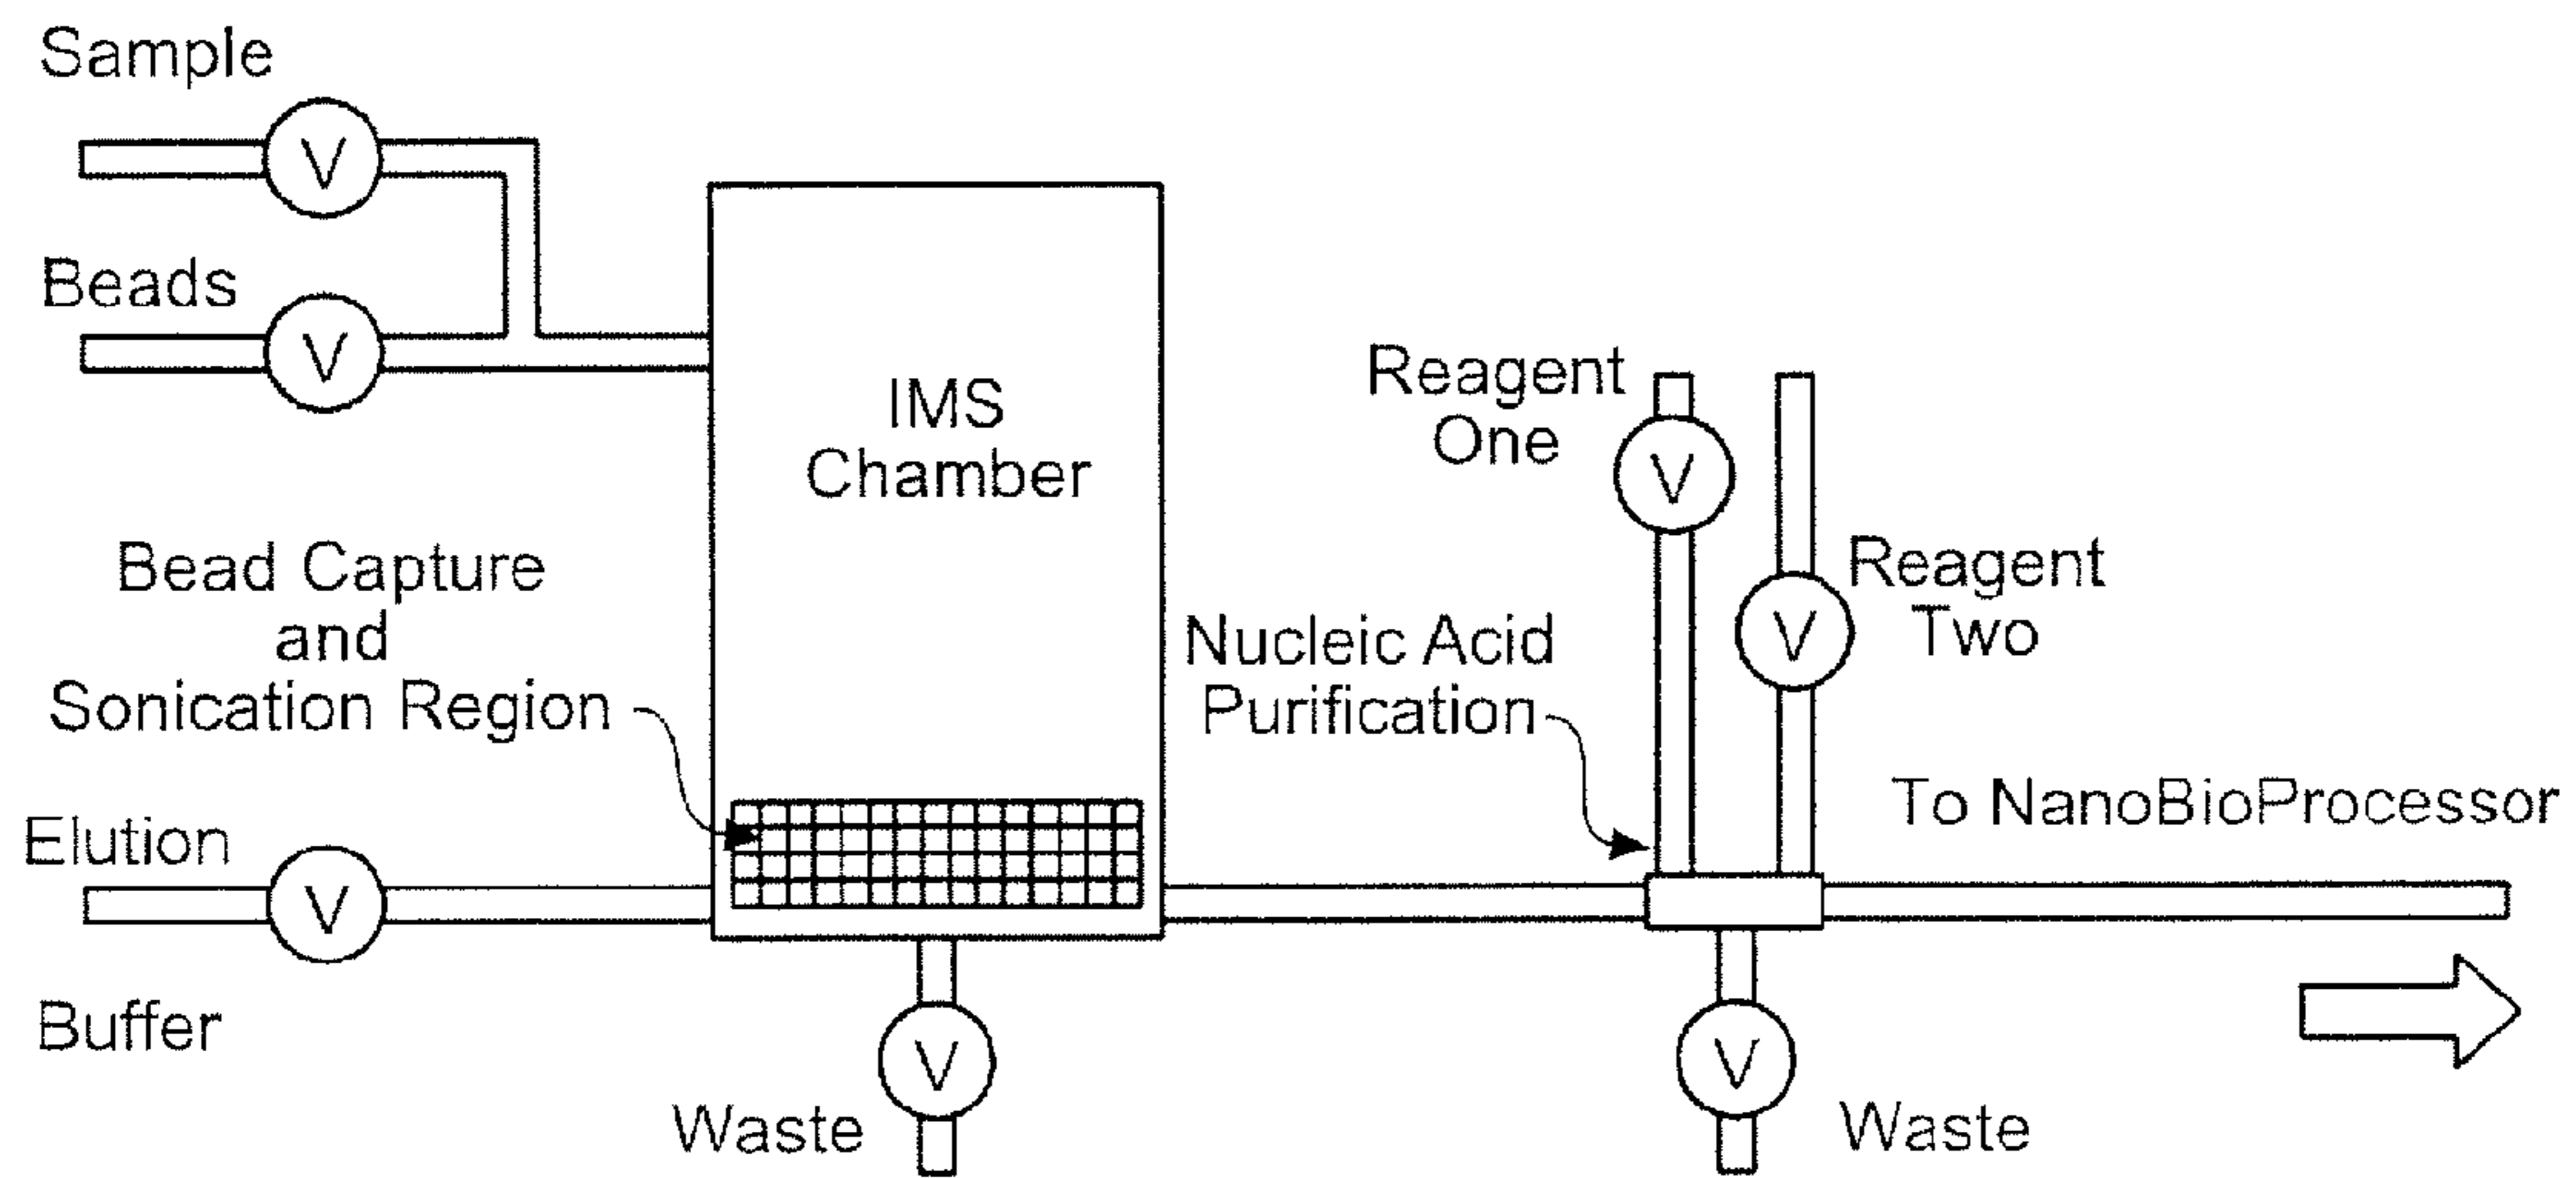 Sample
V
Beads
V
IMS
Chamber
Bead Capture
and
Sonication Region
Elution
V
Buffer
V
Waste
Reagent
One
V
Reagent
Two
V
Nucleic Acid
Purification
To NanoBioProcessor
V
Waste